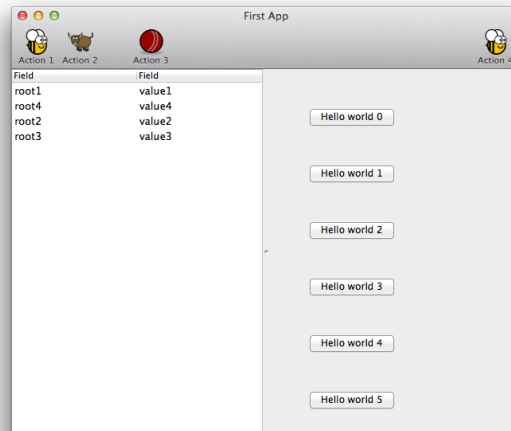 First App
Action 1 Action 2 Action 3 Action 4
Field Field
root1 value1
root4 value4
root2 value2
root3 value3
Hello world 0
Hello world 1
Hello world 2
Hello world 3
Hello world 4
Hello world 5